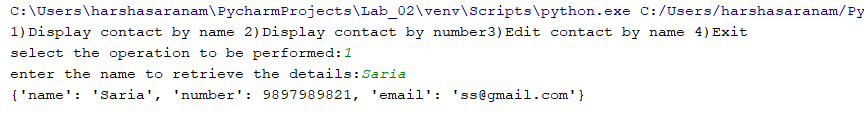 C:\Users\harshasaranam\PycharmProjects\Lab_02\venv\Scripts\python.exe C:/Users/harshasaranam/Py
1)Display contact by name 2)Display contact by number3)Edit contact by name 4)Exit
select the operation to be performed:1
enter the name to retrieve the details:Saria
{'name': 'Saria', 'number': 9897989821, 'email': 'ss@gmail.com'}